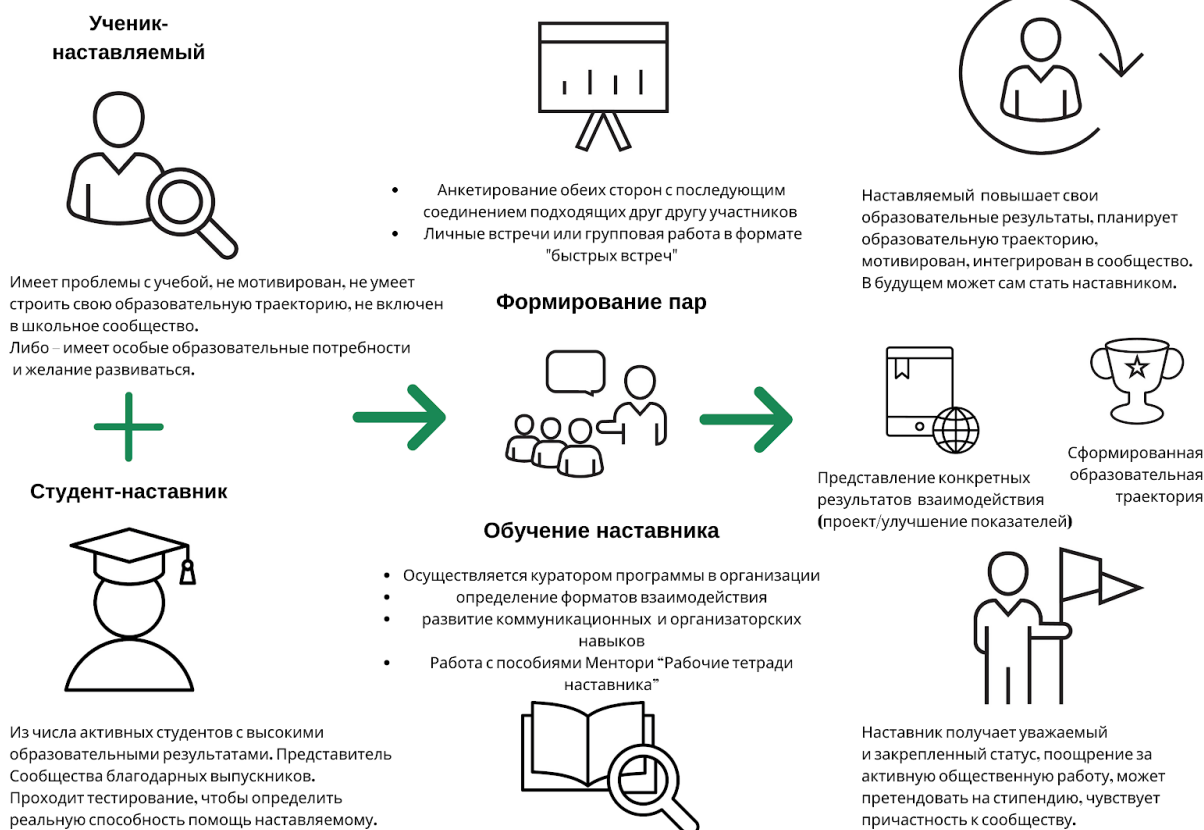 Ученик-
наставляемый
Имеет проблемы с учебой, не мотивирован, не умеет
строить свою образовательную траекторию, не включен
в школьное сообщество.
Либо – имеет особые образовательные потребности
и желание развиваться.
Студент-наставник
Из числа активных студентов с высокими
образовательными результатами. Представитель
Сообщества благодарных выпускников.
Проходит тестирование, чтобы определить
реальную способность помощь наставляемому.
• Анкетирование обеих сторон с последующим
соединением подходящих друг другу участников
• Личные встречи или групповая работа в формате
"быстрых встреч"
Формирование пар
Обучение наставника
• Осуществляется куратором программы в организации
• определение форматов взаимодействия
• развитие коммуникационных и организаторских
навыков
• Работа с пособиями Ментори “Рабочие тетради
наставника”
Наставляемый повышает свои
образовательные результаты, планирует
образовательную траекторию,
мотивирован, интегрирован в сообщество.
В будущем может сам стать наставником.
Представление конкретных
результатов взаимодействия
(проект/улучшение показателей)
Сформированная
образовательная
траектория
Наставник получает уважаемый
и закрепленный статус, поощрение за
активную общественную работу, может
претендовать на стипендию, чувствует
причастность к сообществу.